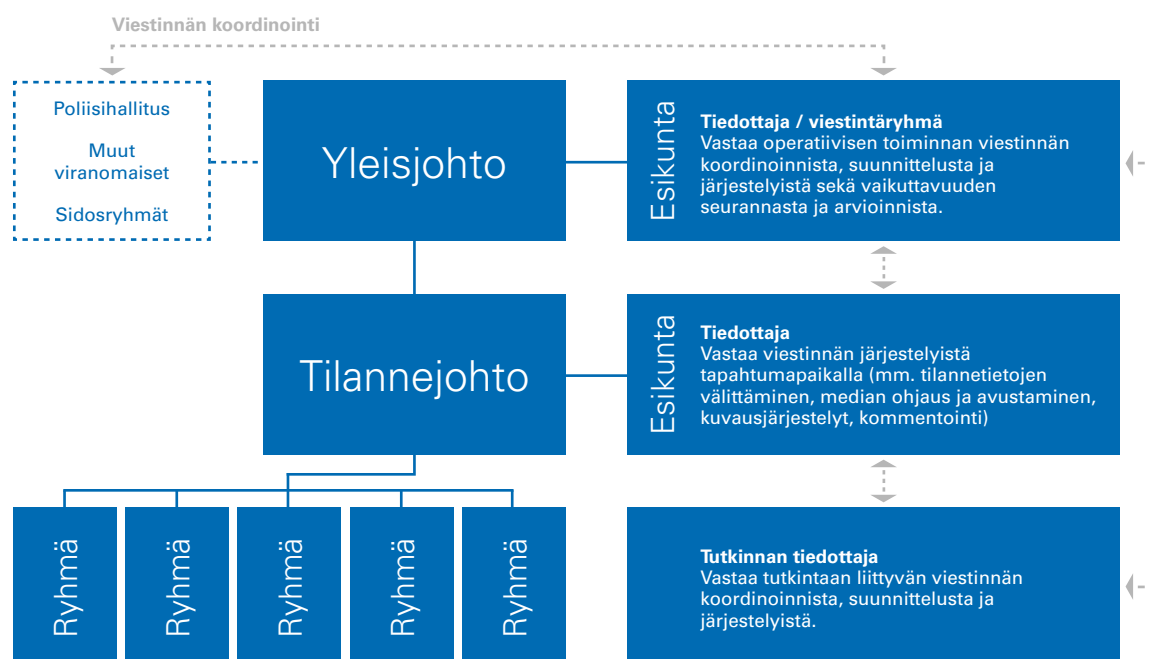 Viestinnän koordinointi
Poliisihallitus
Muut
viranomaiset
Sidosryhmät
Yleisjohto
Esikunta
Tiedottaja / viestintäryhmä
Vastaa operatiivisen toiminnan viestinnän
koordinoinnista, suunnittelusta ja
järjestelyistä sekä vaikuttavuuden
seurannasta ja arvioinnista.
Tilannejohto
Esikunta
Tiedottaja
Vastaa viestinnän järjestelyistä
tapahtumapaikalla (mm. tilannetietojen
välittäminen, median ohjaus ja avustaminen,
kuvausjärjestelyt, kommentointi)
Ryhmä
Ryhmä
Ryhmä
Ryhmä
Ryhmä
Tutkinnan tiedottaja
Vastaa tutkintaan liittyvän viestinnän
koordinoinnista, suunnittelusta ja
järjestelyistä.